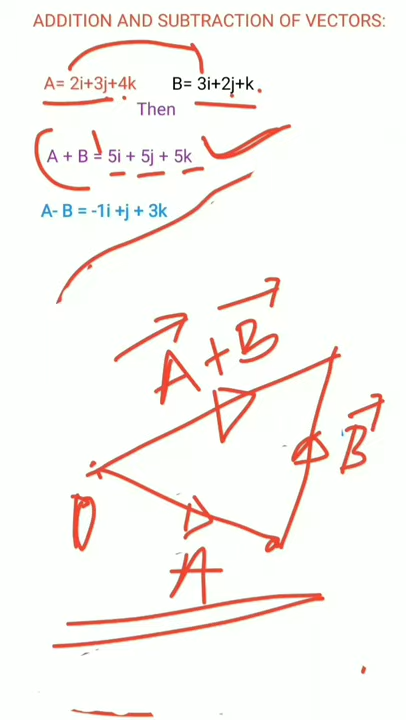 ADDITION AND SUBTRACTION OF VECTORS:
A= 2i+3j+4k B= 3i+2j+k
Then
A + B = 5i + 5j + 5k
A- B = -1i +j + 3k
A+B
B
O
A